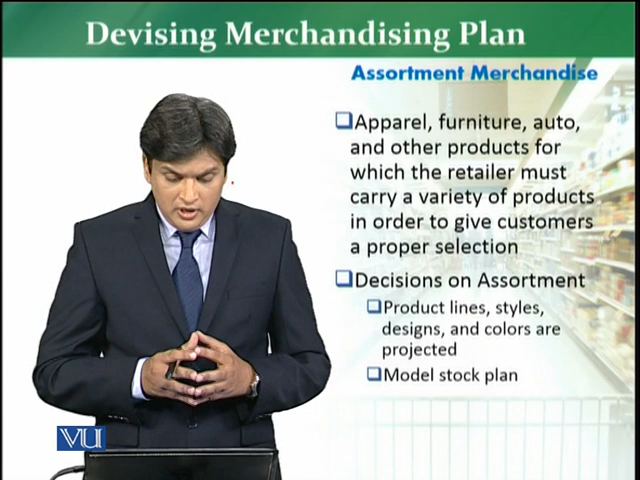 Devising Merchandising Plan
Assortment Merchandise
Apparel, furniture, auto,
and other products for
which the retailer must
carry a variety of products
in order to give customers
a proper selection
Decisions on Assortment
Product lines, styles,
designs, and colors are
projected
Model stock plan
VU